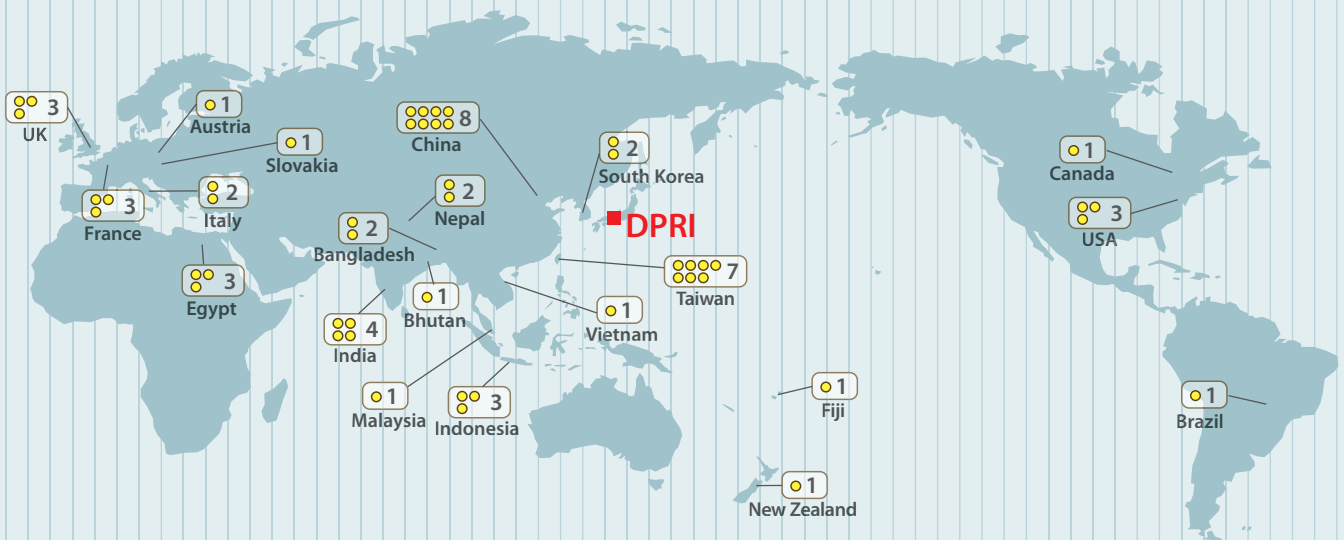 3
UK
1
Austria
1
Slovakia
8
China
2
South Korea
1
Canada
3
France
2
Italy
2
Nepal
2
Bangladesh
DPRI
3
USA
3
Egypt
1
Bhutan
7
Taiwan
4
India
1
Vietnam
1
Malaysia
3
Indonesia
1
Fiji
1
Brazil
1
New Zealand